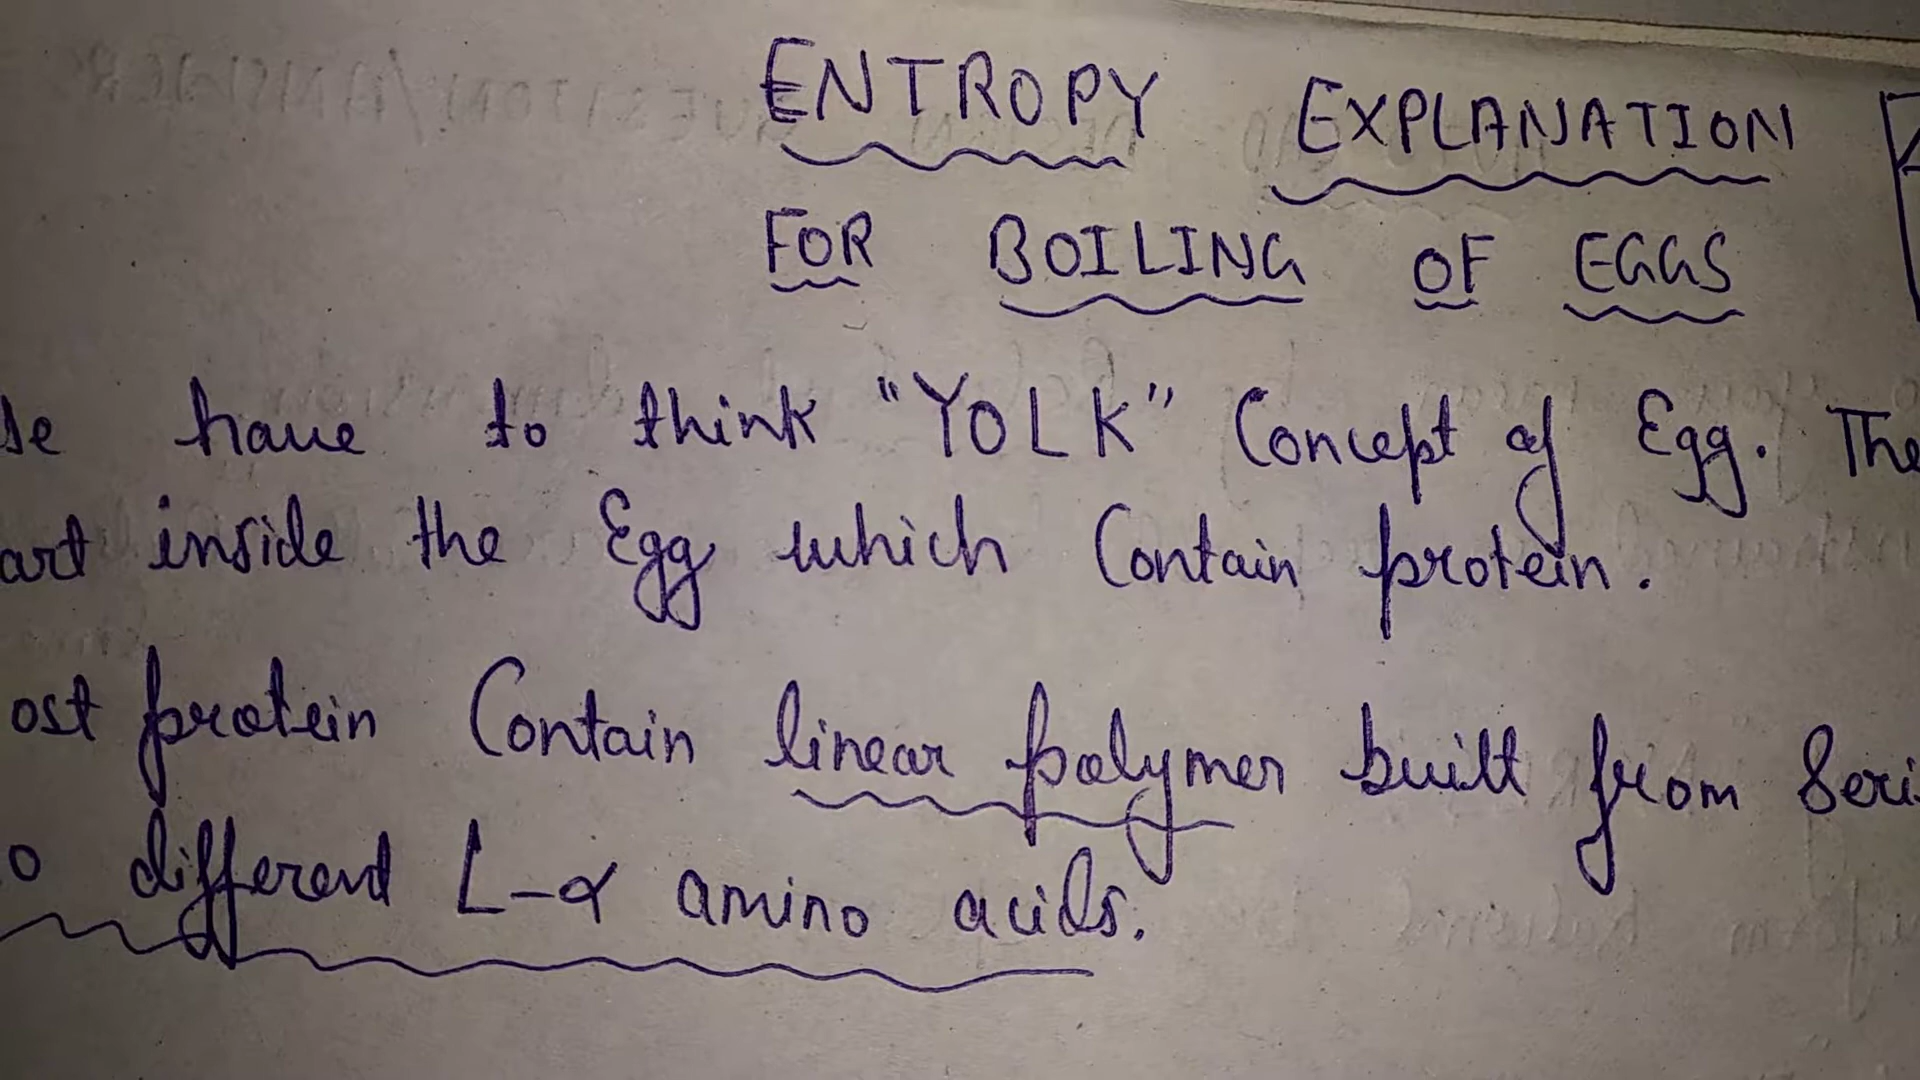 ENTROPY EXPLANATION
FOR BOILING OF EGGS
have to think "YOLK" Concept of Egg. The
art inside the Egg which Contain protein.
ost protein Contain linear polymer built from Seri
o different L-α amino acids.